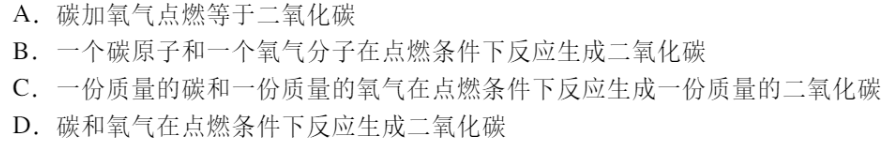 A．碳加氧气点燃等于二氧化碳
B．一个碳原子和一个氧气分子在点燃条件下反应生成二氧化碳
C．一份质量的碳和一份质量的氧气在点燃条件下反应生成一份质量的二氧化碳
D．碳和氧气在点燃条件下反应生成二氧化碳